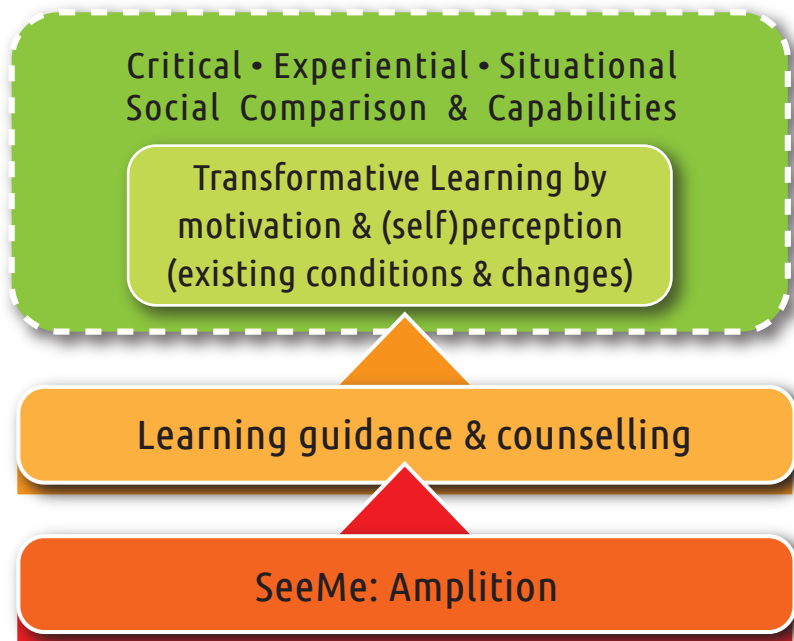 Critical • Experiential • Situational
Social Comparison & Capabilities
Transformative Learning by
motivation & (self)perception
(existing conditions & changes)
Learning guidance & counselling
SeeMe: Amplition